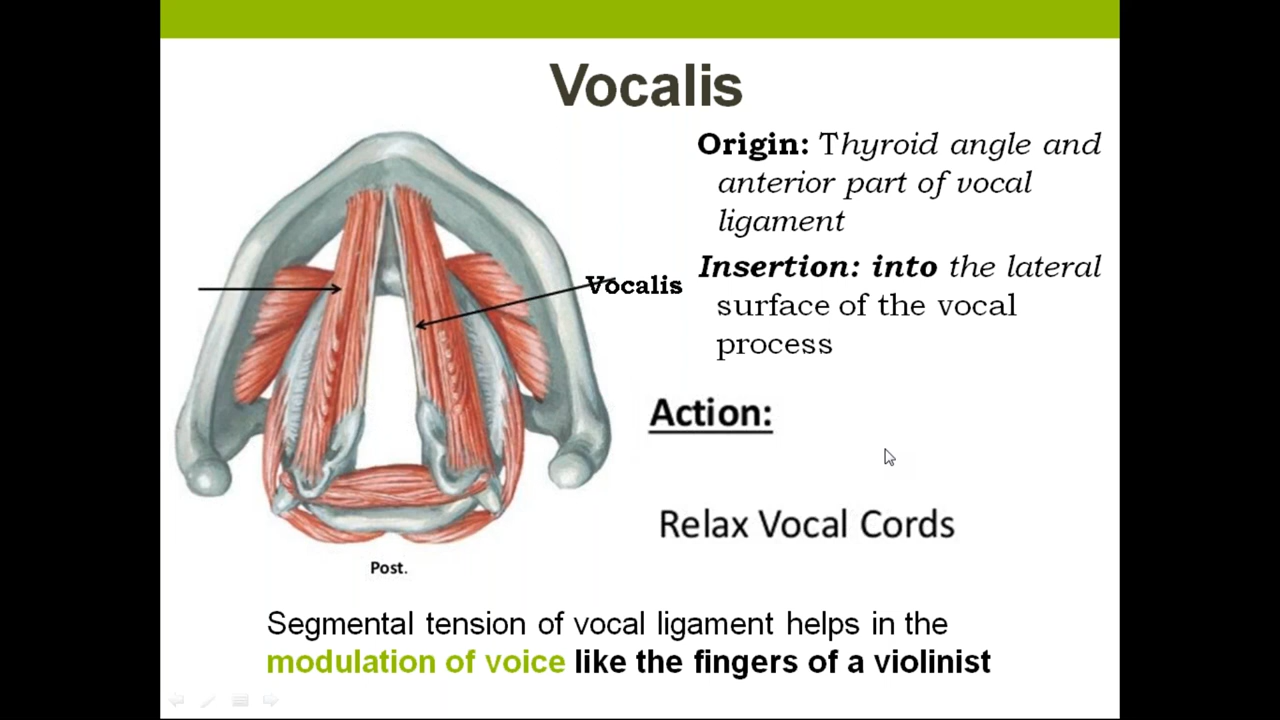 Vocalis
Origin: Thyroid angle and
anterior part of vocal
ligament
Insertion: into the lateral
surface of the vocal
process
Vocalis
Action:
Relax Vocal Cords
Post.
Segmental tension of vocal ligament helps in the
modulation of voice like the fingers of a violinist